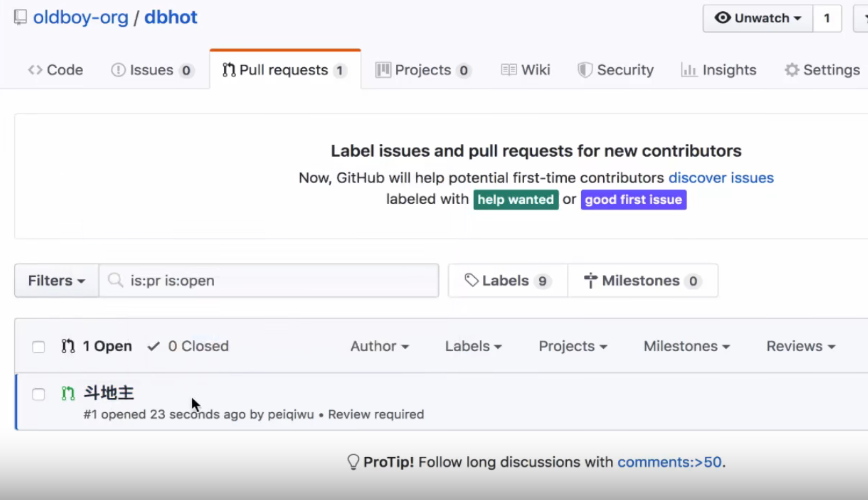 oldboy-org / dbhot
Unwatch 1
Code Issues 0 Pull requests 1 Projects 0 Wiki Security Insights Settings
Label issues and pull requests for new contributors
Now, GitHub will help potential first-time contributors discover issues
labeled with help wanted or good first issue
Filters is:pr is:open Labels 9 Milestones 0
1 Open 0 Closed Author Labels Projects Milestones Reviews
斗地主
#1 opened 23 seconds ago by peiqiwu • Review required
ProTip! Follow long discussions with comments:>50.